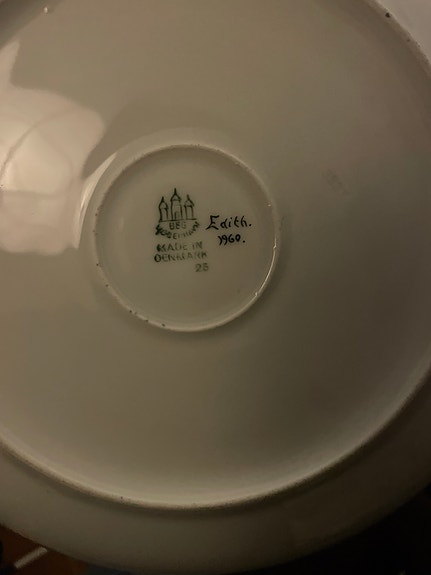 B&G
Edith.
1960.
MADE IN
DENMARK
25